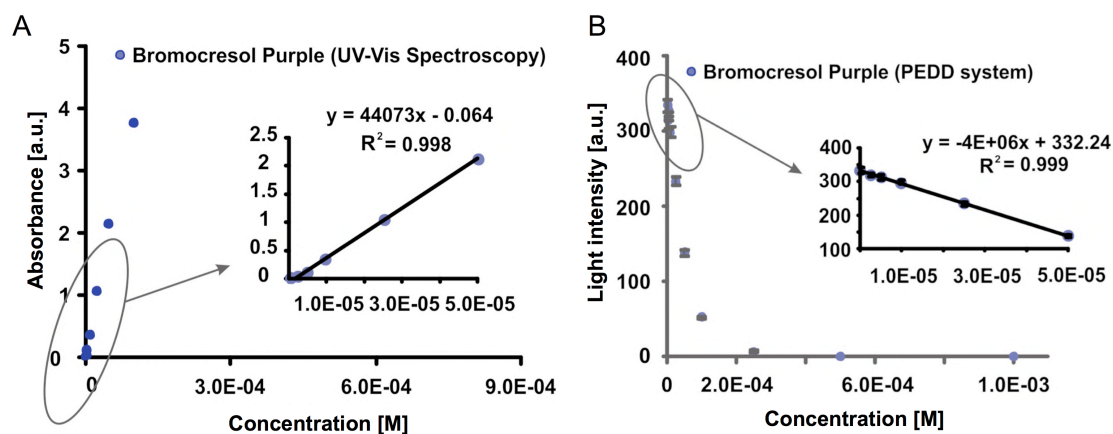 A
Bromocresol Purple (UV-Vis Spectroscopy)
Absorbance [a.u.]
5
4
3
2
1
0
0
3.0E-04
6.0E-04
9.0E-04
Concentration [M]
y = 44073x - 0.064
R² = 0.998
2.5
2
1.5
1
0.5
0
1.0E-05
3.0E-05
5.0E-05
B
Bromocresol Purple (PEDD system)
Light intensity [a.u.]
400
300
200
100
0
0
2.0E-04
6.0E-04
1.0E-03
Concentration [M]
y = -4E+06x + 332.24
R² = 0.999
400
300
200
100
1.0E-05
3.0E-05
5.0E-05